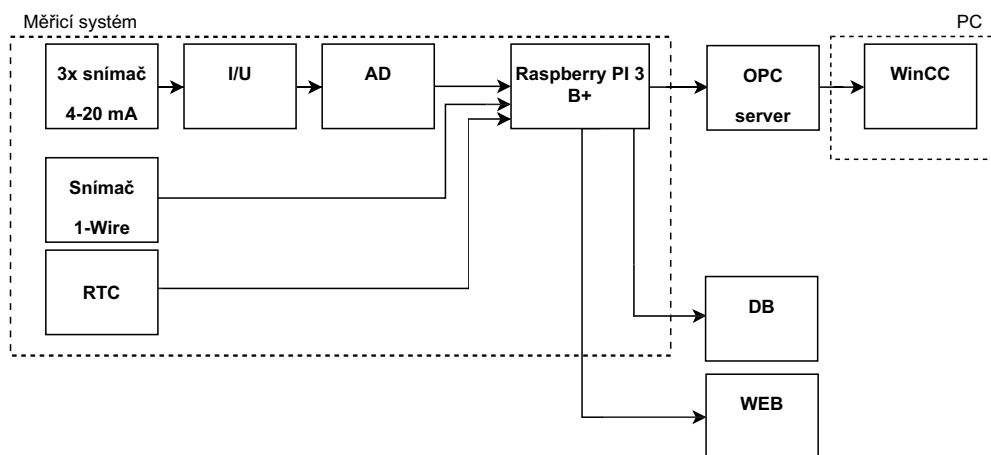 Měřicí systém
PC
3x snímač
4-20 mA
I/U
AD
Raspberry PI 3
B+
OPC
server
WinCC
Snímač
1-Wire
RTC
DB
WEB